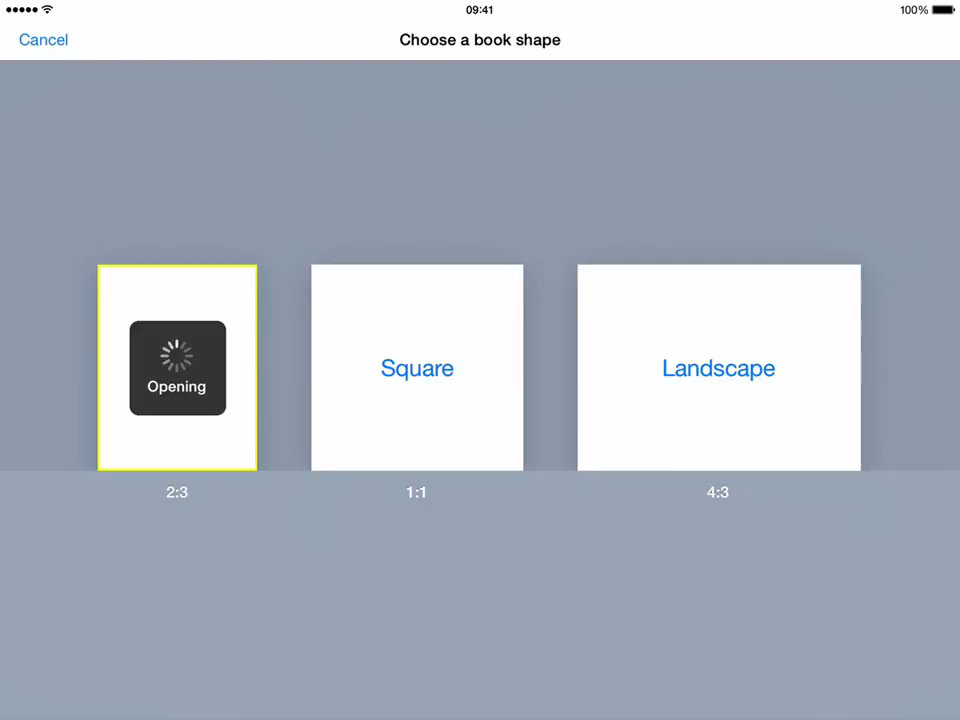 09:41
100%
Cancel
Choose a book shape
Opening
Square
Landscape
2:3
1:1
4:3